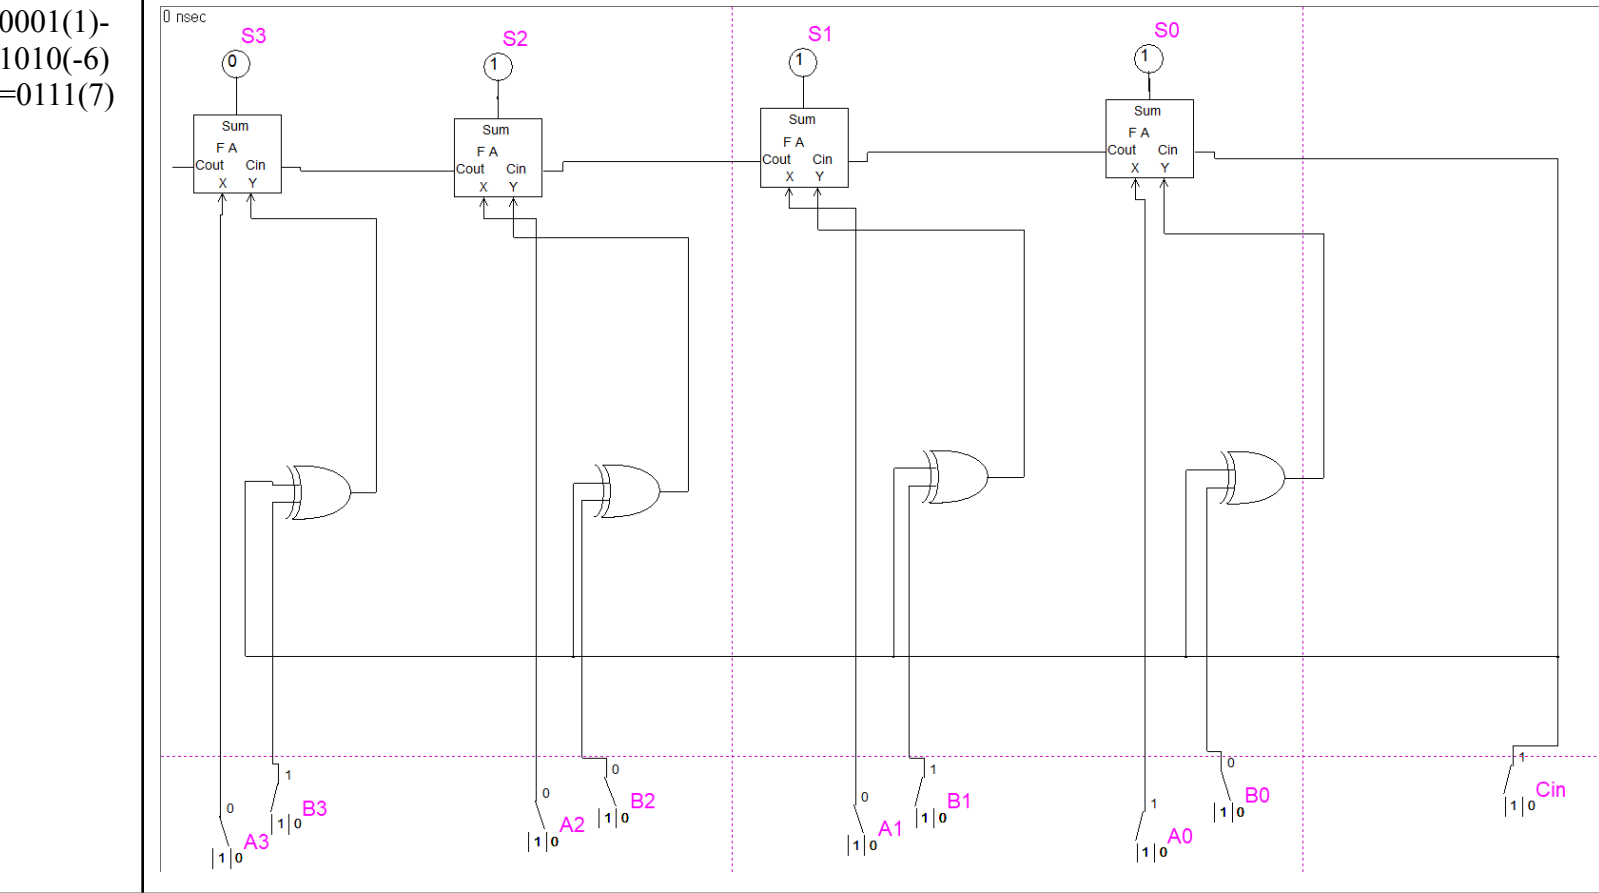 0001(1)-
1010(-6)
=0111(7)
0 nsec
S3
S2
S1
S0
0
1
1
1
Sum
F A
Cout Cin
X Y
Sum
F A
Cout Cin
X Y
Sum
F A
Cout Cin
X Y
Sum
F A
Cout Cin
X Y
0
1|0
A3
1
1|0
B3
0
1|0
A2
0
1|0
B2
0
1|0
A1
1
1|0
B1
1
1|0
A0
0
1|0
B0
1
1|0
Cin